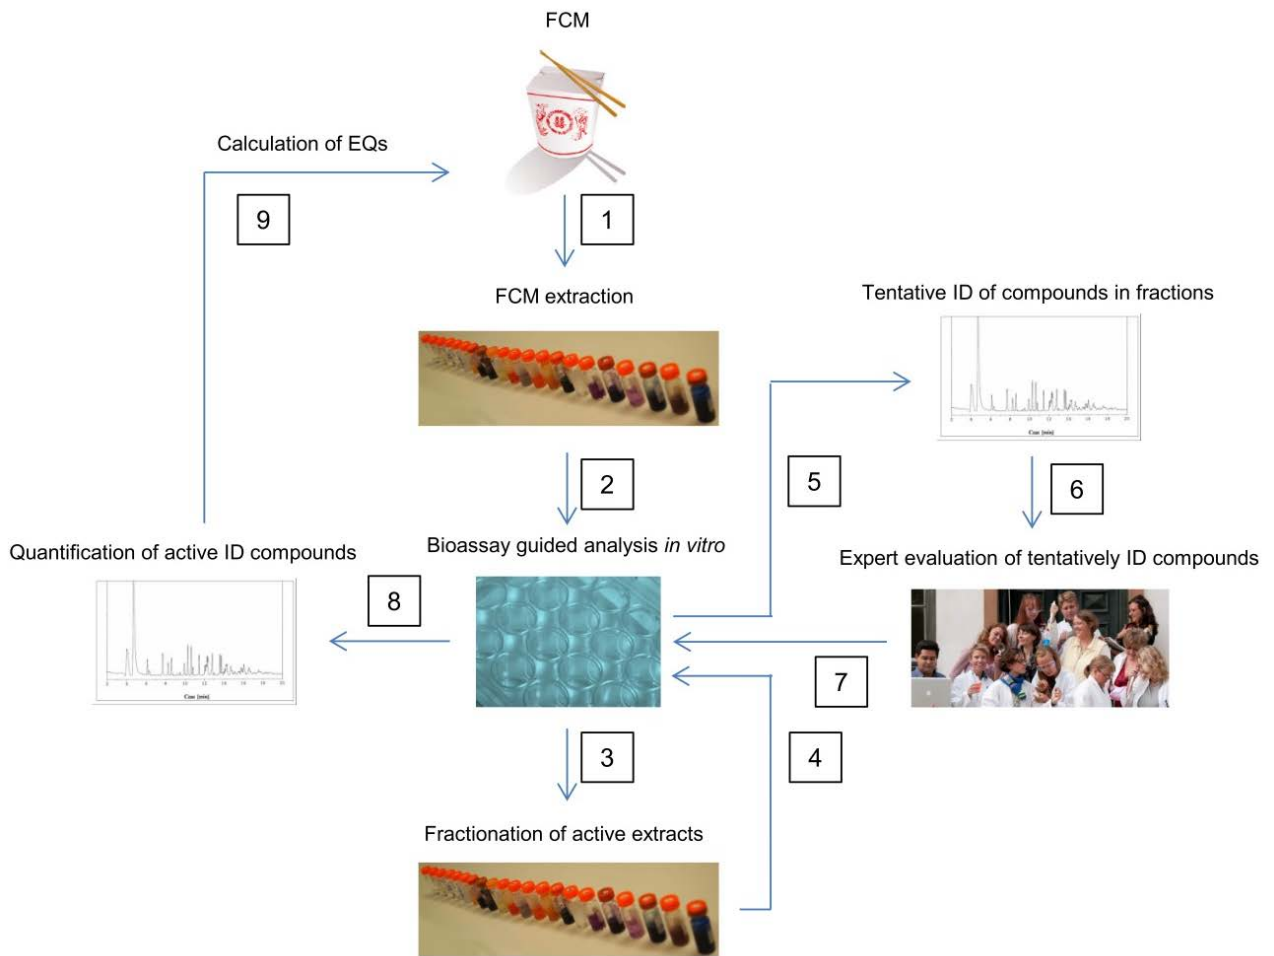 FCM
Calculation of EQs
9
1
FCM extraction
Tentative ID of compounds in fractions
2
5
6
Quantification of active ID compounds
Bioassay guided analysis in vitro
Expert evaluation of tentatively ID compounds
8
7
3
4
Fractionation of active extracts